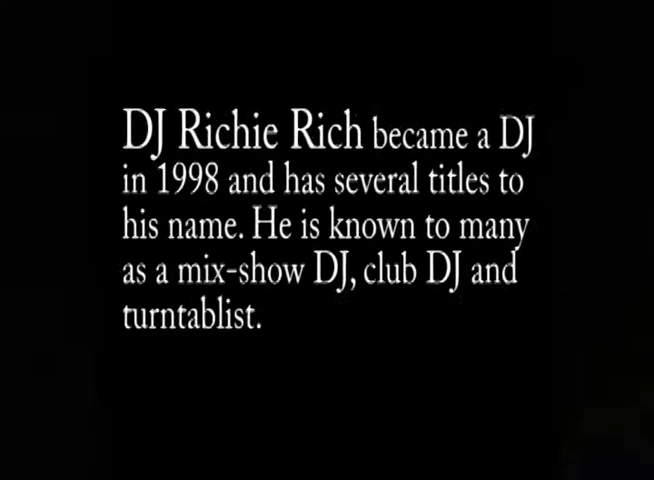 DJ Richie Rich became a DJ
in 1998 and has several titles to
his name. He is known to many
as a mix-show DJ, club DJ and
turntablist.